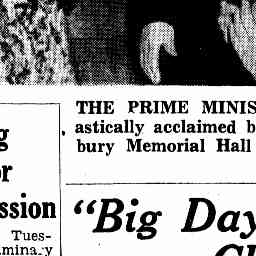 THE PRIME MINIS
astically acclaimed b
bury Memorial Hall
g
or
ssion
Tues-
"Big Day